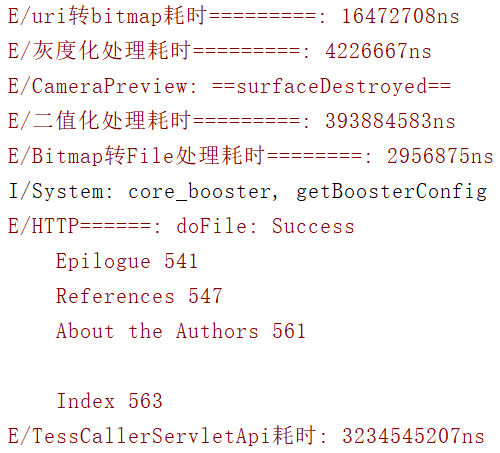 E/uri转bitmap耗时=========: 16472708ns
E/灰度化处理耗时=========: 4226667ns
E/CameraPreview: ==surfaceDestroyed==
E/二值化处理耗时=========: 393884583ns
E/Bitmap转File处理耗时========: 2956875ns
I/System: core_booster, getBoosterConfig
E/HTTP======: doFile: Success
Epilogue 541
References 547
About the Authors 561
Index 563
E/TessCallerServletApi耗时: 3234545207ns